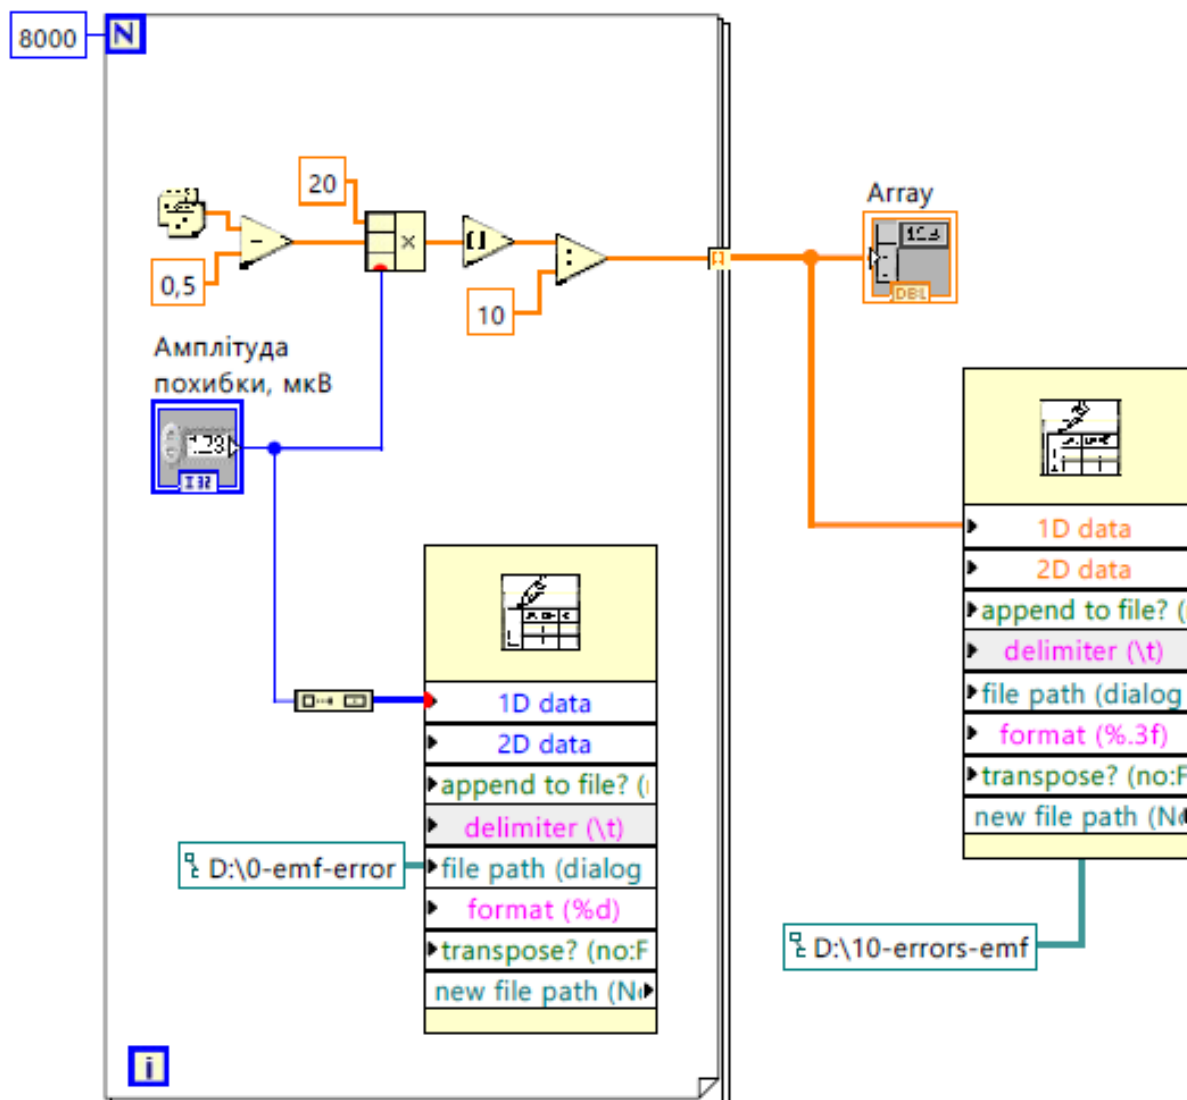 8000
N
20
Array
[ ]
0,5
10
DBL
Амплітуда
похибки, мкВ
I32
1D data
2D data
append to file? (
delimiter (\t)
file path (dialog
format (%.3f)
transpose? (no:F
new file path (N
D:\10-errors-emf
1D data
2D data
append to file? (
delimiter (\t)
D:\0-emf-error
file path (dialog
format (%d)
transpose? (no:F
new file path (N
i